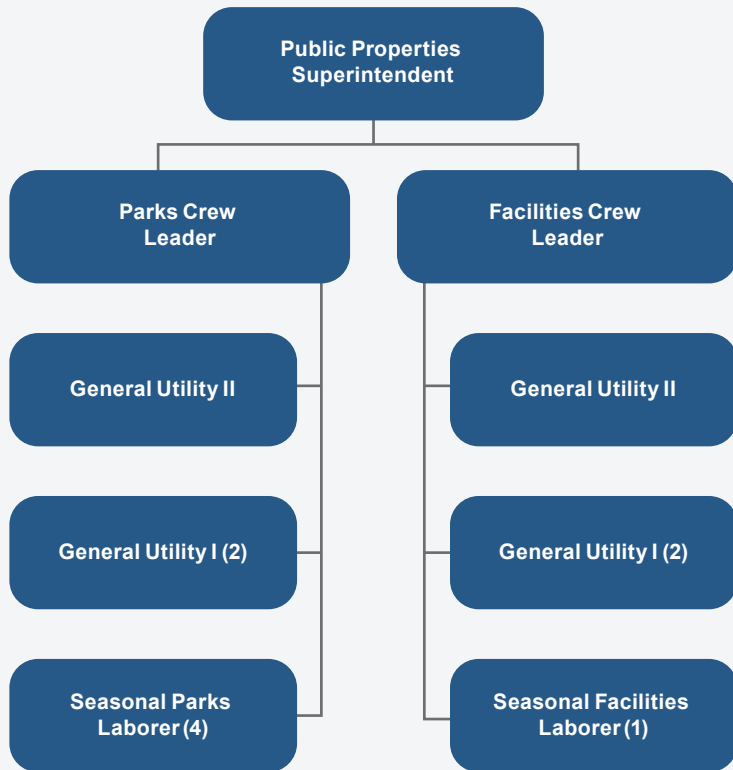 Public Properties
Superintendent
Parks Crew
Leader
Facilities Crew
Leader
General Utility II
General Utility II
General Utility I (2)
General Utility I (2)
Seasonal Parks
Laborer (4)
Seasonal Facilities
Laborer (1)